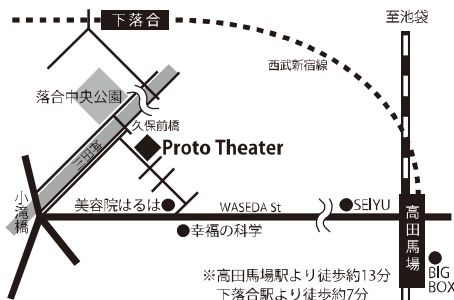 下落合
至池袋
西武新宿線
落合中央公園
久保前橋
神田川
Proto Theater
小滝橋
美容院はるは
WASEDA St
SEIYU
高田馬場
幸福の科学
BIG
BOX
※高田馬場駅より徒歩約13分
下落合駅より徒歩約7分